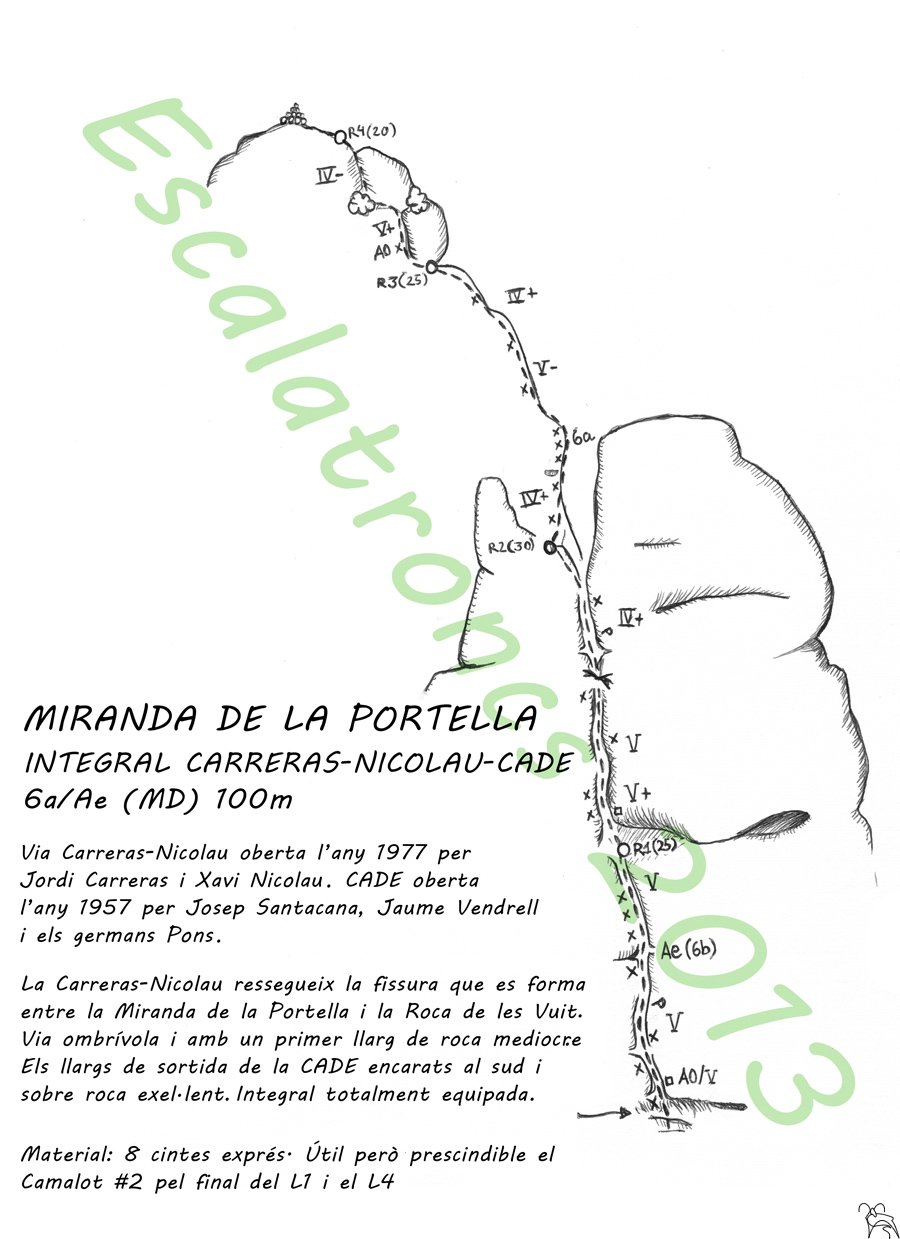 R4(20)
IV-
V+
A0
R3(25)
IV+
V-
6a
IV+
R2(30)
IV+
V
V+
R1(25)
V
Ae(6b)
V
A0/V
Escalatroncs 2013
MIRANDA DE LA PORTELLA
INTEGRAL CARRERAS-NICOLAU-CADE
6a/Ae (MD) 100m
Via Carreras-Nicolau oberta l'any 1977 per
Jordi Carreras i Xavi Nicolau. CADE oberta
l'any 1957 per Josep Santacana, Jaume Vendrell
i els germans Pons.
La Carreras-Nicolau ressegueix la fissura que es forma
entre la Miranda de la Portella i la Roca de les Vuit.
Via ombrívola i amb un primer llarg de roca mediocre
Els llargs de sortida de la CADE encarats al sud i
sobre roca exel·lent. Integral totalment equipada.
Material: 8 cintes exprés· Útil però prescindible el
Camalot #2 pel final del L1 i el L4